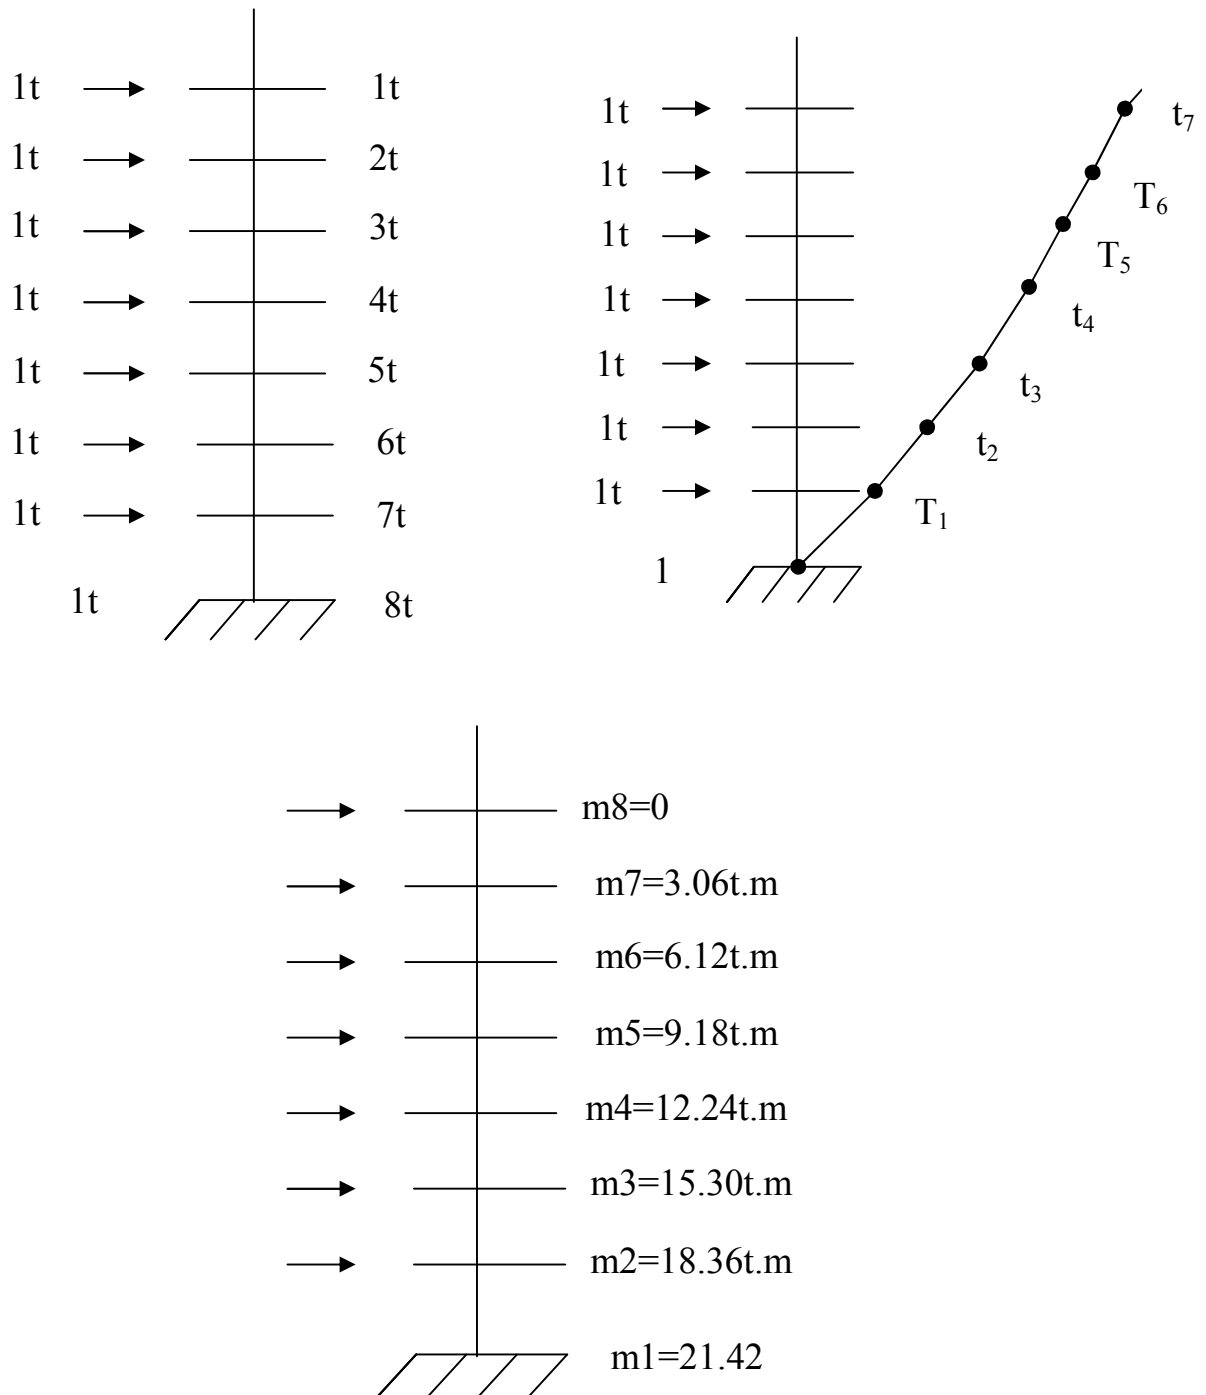 1t 1t
1t 2t
1t 3t
1t 4t
1t 5t
1t 6t
1t 7t
1t 8t
1t t₇
1t T₆
1t T₅
1t t₄
1t t₃
1t t₂
1t T₁
1
m8=0
m7=3.06t.m
m6=6.12t.m
m5=9.18t.m
m4=12.24t.m
m3=15.30t.m
m2=18.36t.m
m1=21.42